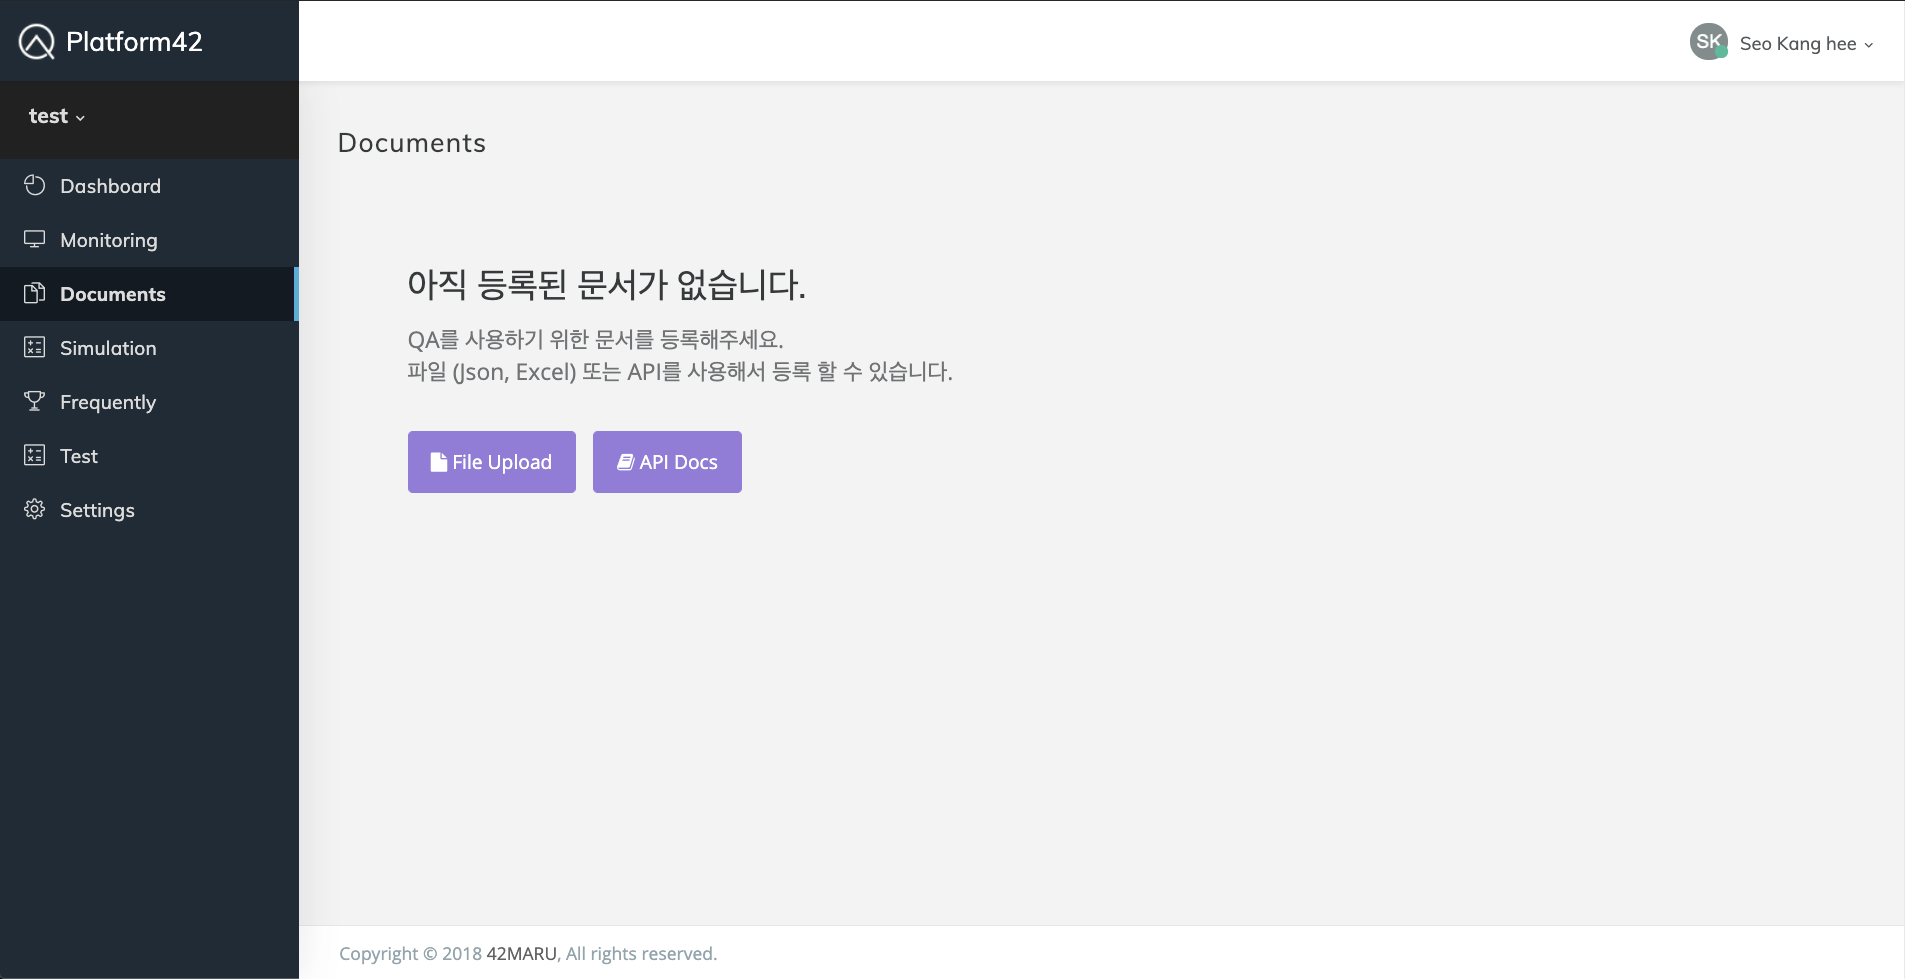 Platform42
SK Seo Kang hee
test
Dashboard
Monitoring
Documents
Simulation
Frequently
Test
Settings
Documents
아직 등록된 문서가 없습니다.
QA를 사용하기 위한 문서를 등록해주세요.
파일 (Json, Excel) 또는 API를 사용해서 등록 할 수 있습니다.
File Upload
API Docs
Copyright © 2018 42MARU, All rights reserved.